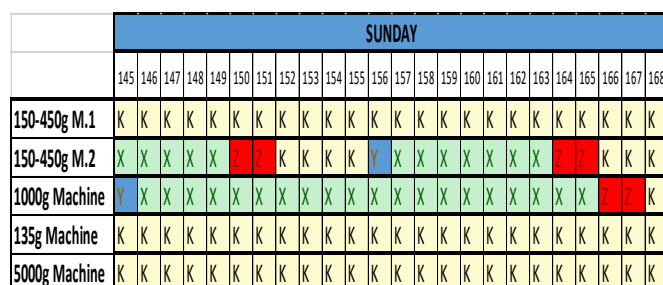 SUNDAY
145 146 147 148 149 150 151 152 153 154 155 156 157 158 159 160 161 162 163 164 165 166 167 168
150-450g M.1 K K K K K K K K K K K K K K K K K K K K K K K K
150-450g M.2 X X X X X Z Z K K K K Y X X X X X X X Z Z K K K
1000g Machine Y X X X X X X X X X X X X X X X X X X X X Z Z K
135g Machine K K K K K K K K K K K K K K K K K K K K K K K K
5000g Machine K K K K K K K K K K K K K K K K K K K K K K K K